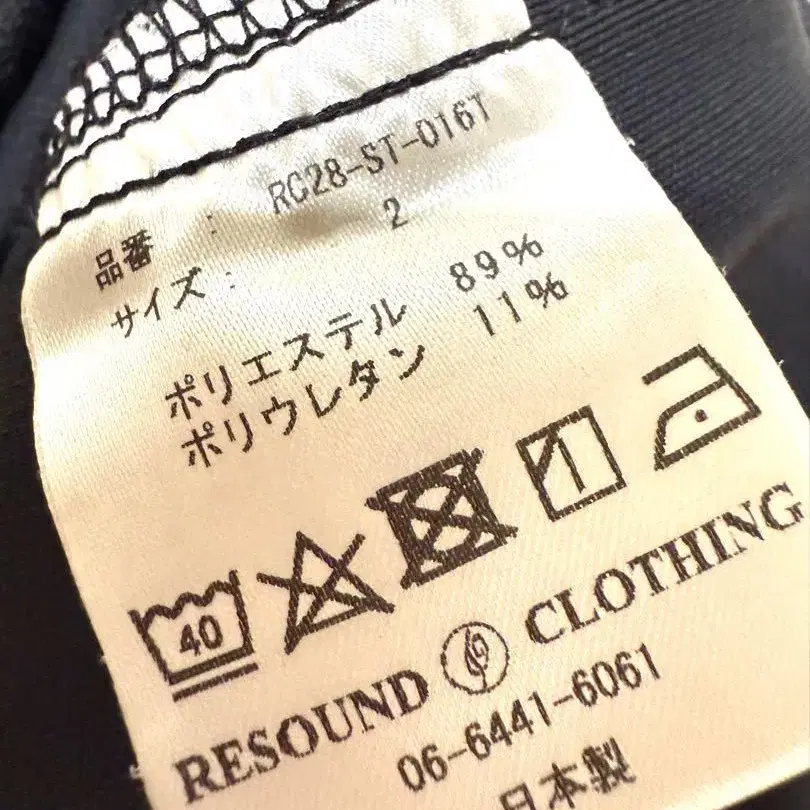 品番 : RC28-ST-016T
サイズ: 2
ポリエステル 89%
ポリウレタン 11%
40
RESOUND CLOTHING
06-6441-6061
日本製